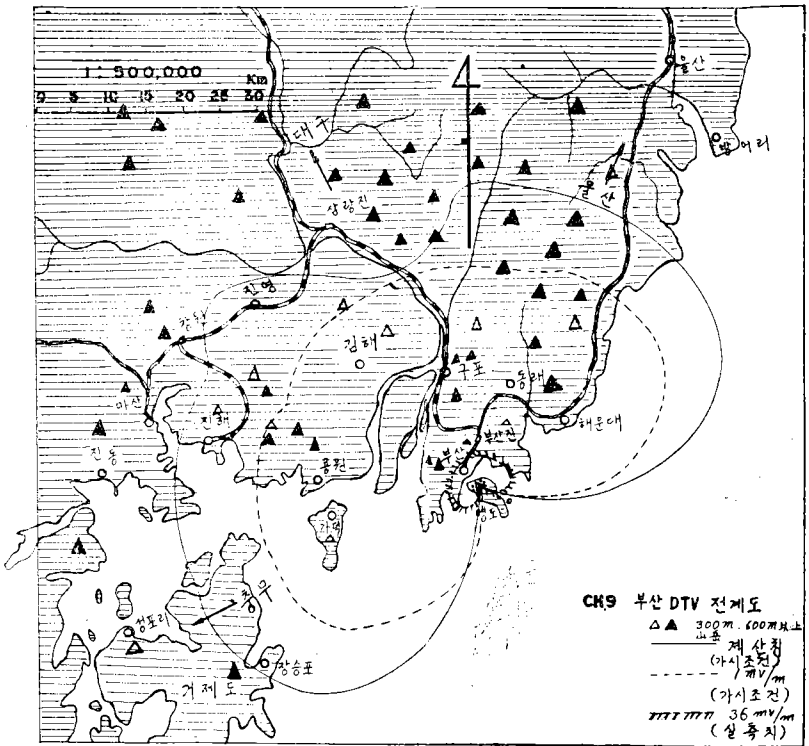 1:500,000
Km
0 5 10 15 20 25 30
울산
방어리
대구
삼랑진
울산
진영
창원
김해
구포
동래
마산
진해
해운대
부산진
부산
진동
용원
가덕
영도
충무
성포리
장승포
거제도
CH9 부산 DTV 전계도
△ ▲ 300m, 600m 以上
山岳
계산치
(가시조건)
1 mV/m
(가시조건)
36 mV/m
(실측치)